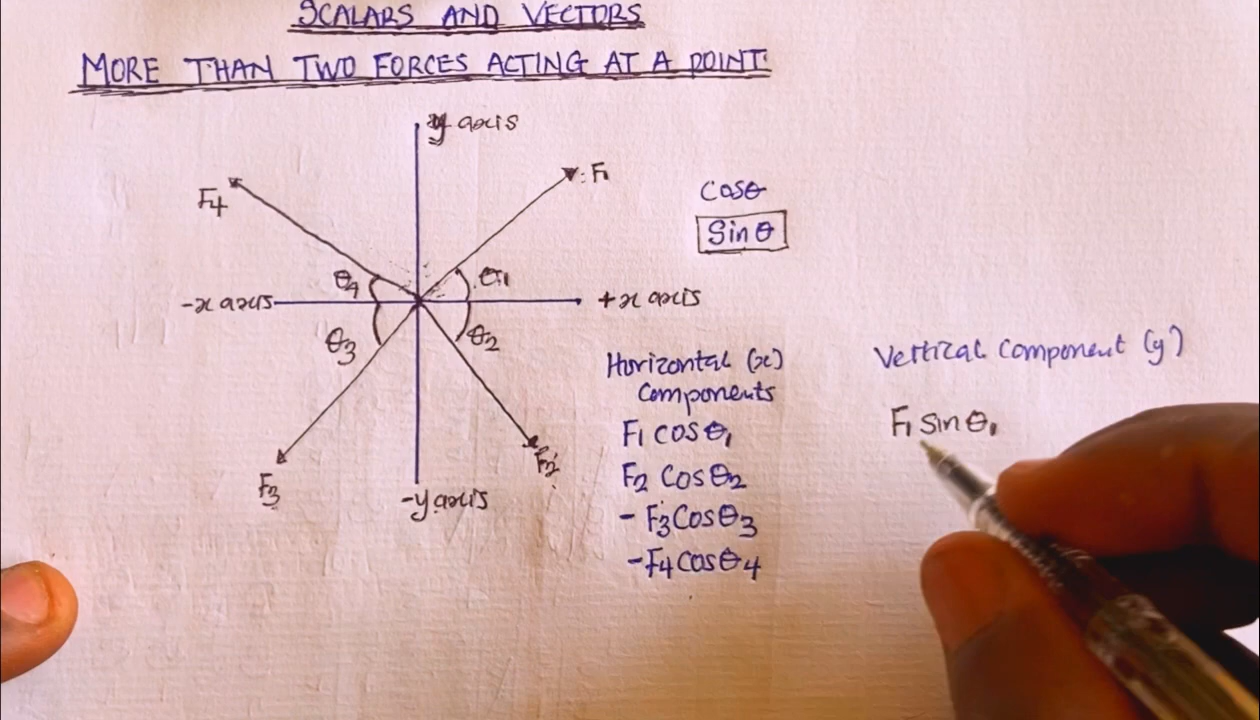 SCALARS AND VECTORS
MORE THAN TWO FORCES ACTING AT A POINT.
y axis
F1
F4
Cosθ
Sinθ
θ4
θ1
-x axis
+x axis
θ3
θ2
Horizontal (x)
Components
Vertical Component (y)
F1 cosθ1
F1 sinθ1
F2 Cosθ2
F2
F3
-y axis
- F3Cosθ3
-F4cosθ4